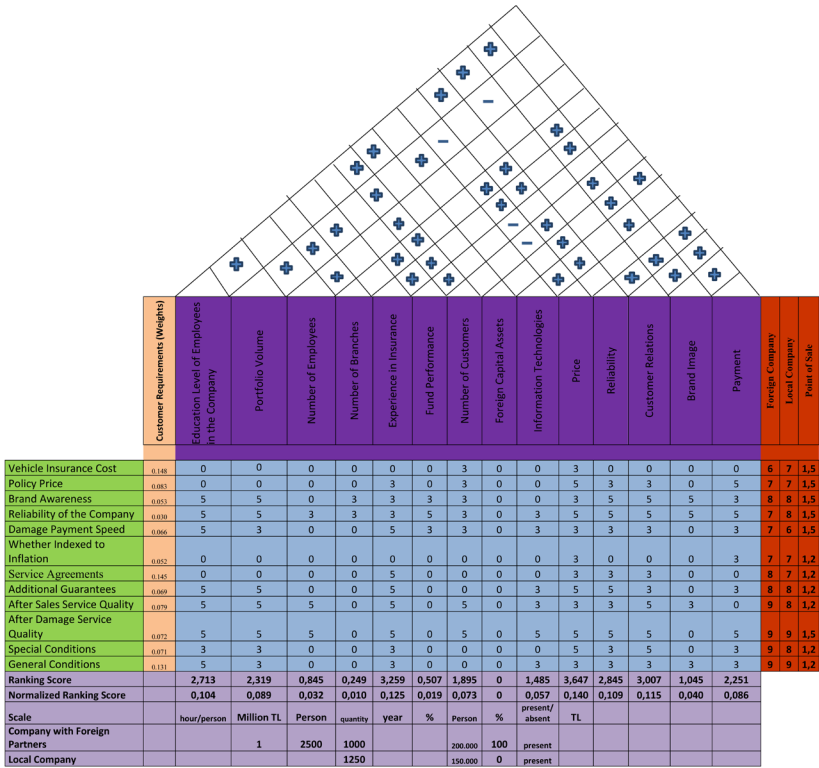 Customer Requirements (Weights)
Education Level of Employees
in the Company
Portfolio Volume
Number of Employees
Number of Branches
Experience in Insurance
Fund Performance
Number of Customers
Foreign Capital Assets
Information Technologies
Price
Reliability
Customer Relations
Brand Image
Payment
Foreign Company
Local Company
Point of Sale
Vehicle Insurance Cost 0.148 0 0 0 0 0 0 3 0 0 3 0 0 0 0 6 7 1,5
Policy Price 0.083 0 0 0 0 3 0 3 0 0 5 3 3 0 5 7 7 1,5
Brand Awareness 0.053 5 5 0 3 3 3 3 0 0 3 5 5 5 3 8 8 1,5
Reliability of the Company 0.030 5 5 3 3 5 5 3 0 3 5 5 5 5 3 7 8 1,5
Damage Payment Speed 0.066 5 3 0 0 5 3 3 0 3 3 3 3 0 3 7 6 1,5
Whether Indexed to
Inflation 0.052 0 0 0 0 0 0 0 0 0 3 0 0 0 3 7 7 1,2
Service Agreements 0.145 0 0 0 0 5 0 0 0 0 3 3 3 0 0 8 7 1,2
Additional Guarantees 0.069 5 5 0 0 3 0 0 0 3 5 5 3 0 3 8 8 1,2
After Sales Service Quality 0.079 5 5 5 0 5 0 5 0 3 3 3 5 3 0 9 8 1,2
After Damage Service
Quality 0.072 5 5 5 0 5 0 5 0 5 5 5 5 0 5 9 9 1,5
Special Conditions 0.071 3 3 0 0 3 0 0 0 0 5 3 5 0 3 9 8 1,2
General Conditions 0.131 5 3 0 0 3 0 0 0 3 3 3 3 3 3 9 9 1,2
Ranking Score 2,713 2,319 0,845 0,249 3,259 0,507 1,895 0 1,485 3,647 2,845 3,007 1,045 2,251
Normalized Ranking Score 0,104 0,089 0,032 0,010 0,125 0,019 0,073 0 0,057 0,140 0,109 0,115 0,040 0,086
Scale hour/person Million TL Person quantity year % Person % present/
absent TL
Company with Foreign
Partners 1 2500 1000 200.000 100 present
Local Company 1250 150.000 0 present